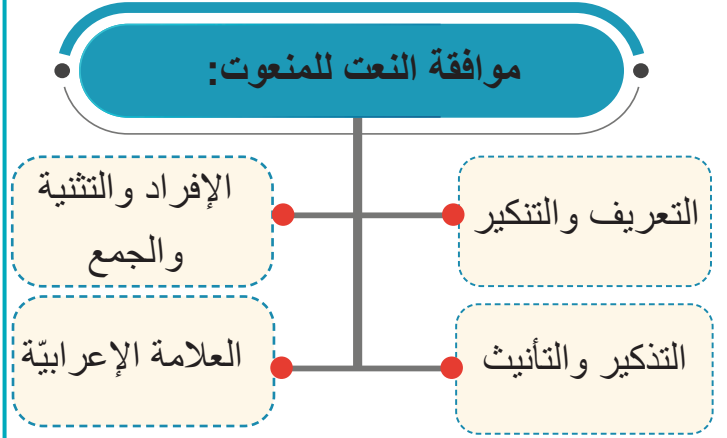 موافقة النعت للمنعوت:
التعريف والتنكير
الإفراد والتثنية
والجمع
التذكير والتأنيث
العلامة الإعرابيّة